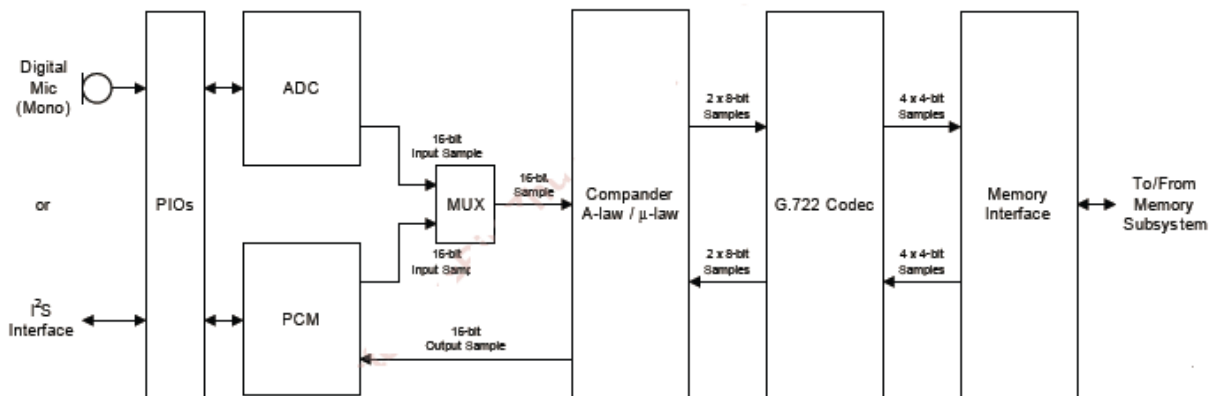 Digital
Mic
(Mono)
or
I²S
Interface
PIOs
ADC
PCM
16-bit
Input Sample
MUX
16-bit
Input Samp
16-bit
Sample
16-bit
Output Sample
Compander
A-law / μ-law
2 x 8-bit
Samples
2 x 8-bit
Samples
G.722 Codec
4 x 4-bit
Samples
4 x 4-bit
Samples
Memory
Interface
To/From
Memory
Subsystem